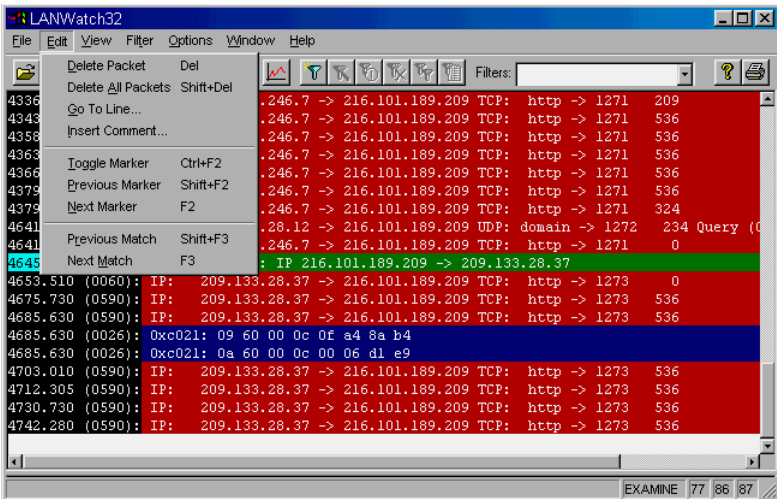 LANWatch32
File Edit View Filter Options Window Help
Delete Packet Del
Delete All Packets Shift+Del
Go To Line...
Insert Comment...
Toggle Marker Ctrl+F2
Previous Marker Shift+F2
Next Marker F2
Previous Match Shift+F3
Next Match F3
Filters:
4336 .246.7 -> 216.101.189.209 TCP: http -> 1271 209
4343 .246.7 -> 216.101.189.209 TCP: http -> 1271 536
4358 .246.7 -> 216.101.189.209 TCP: http -> 1271 536
4363 .246.7 -> 216.101.189.209 TCP: http -> 1271 536
4366 .246.7 -> 216.101.189.209 TCP: http -> 1271 536
4379 .246.7 -> 216.101.189.209 TCP: http -> 1271 536
4379 .246.7 -> 216.101.189.209 TCP: http -> 1271 324
4641 28.12 -> 216.101.189.209 UDP: domain -> 1272 234 Query (
4641 .246.7 -> 216.101.189.209 TCP: http -> 1271 0
4645 : IP 216.101.189.209 -> 209.133.28.37
4653.510 (0060): IP: 209.133.28.37 -> 216.101.189.209 TCP: http -> 1273 0
4675.730 (0590): IP: 209.133.28.37 -> 216.101.189.209 TCP: http -> 1273 536
4685.630 (0590): IP: 209.133.28.37 -> 216.101.189.209 TCP: http -> 1273 536
4685.630 (0026): 0xc021: 09 60 00 0c 0f a4 8a b4
4685.630 (0026): 0xc021: 0a 60 00 0c 00 06 d1 e9
4703.010 (0590): IP: 209.133.28.37 -> 216.101.189.209 TCP: http -> 1273 536
4712.305 (0590): IP: 209.133.28.37 -> 216.101.189.209 TCP: http -> 1273 536
4730.730 (0590): IP: 209.133.28.37 -> 216.101.189.209 TCP: http -> 1273 536
4742.280 (0590): IP: 209.133.28.37 -> 216.101.189.209 TCP: http -> 1273 536
EXAMINE 77 86 87